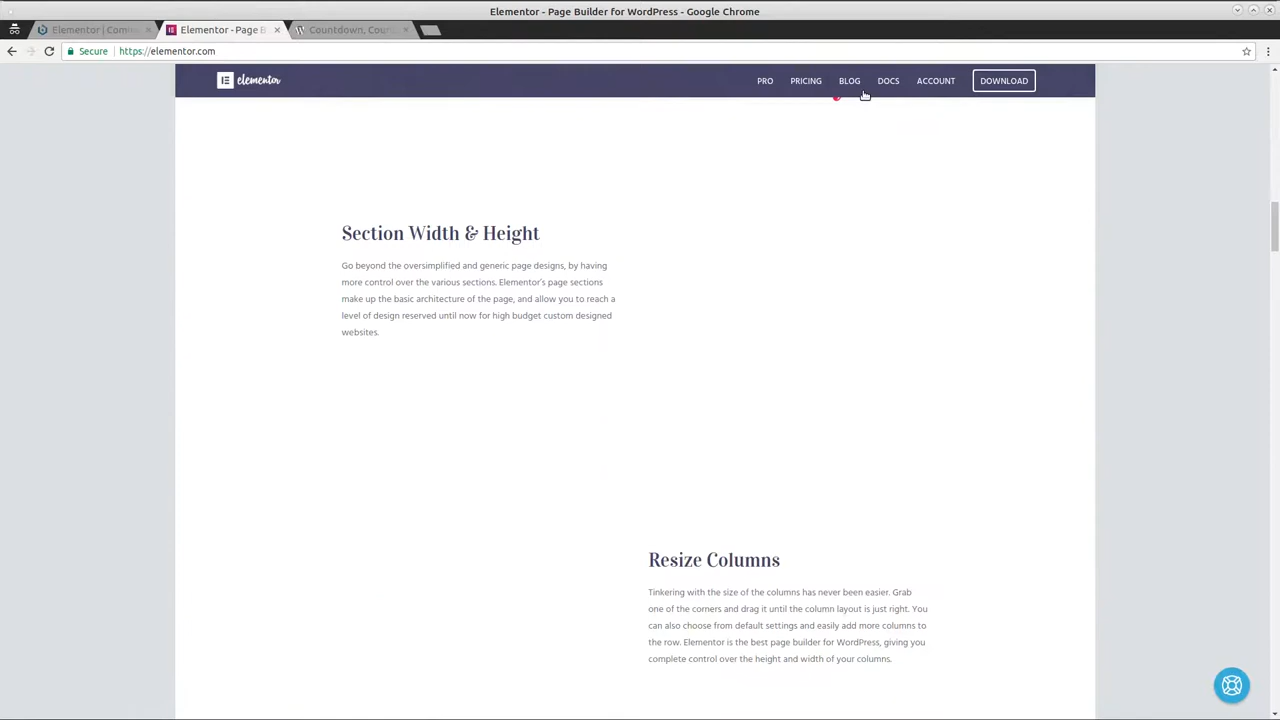 Elementor - Page Builder for WordPress - Google Chrome
Elementor | Comm
Elementor - Page B
Countdown, Coun
Secure
https://elementor.com
elementor
PRO
PRICING
BLOG
DOCS
ACCOUNT
DOWNLOAD
Section Width & Height
Go beyond the oversimplified and generic page designs, by having
more control over the various sections. Elementor's page sections
make up the basic architecture of the page, and allow you to reach a
level of design reserved until now for high budget custom designed
websites.
Resize Columns
Tinkering with the size of the columns has never been easier. Grab
one of the corners and drag it until the column layout is just right. You
can also choose from default settings and easily add more columns to
the row. Elementor is the best page builder for WordPress, giving you
complete control over the height and width of your columns.